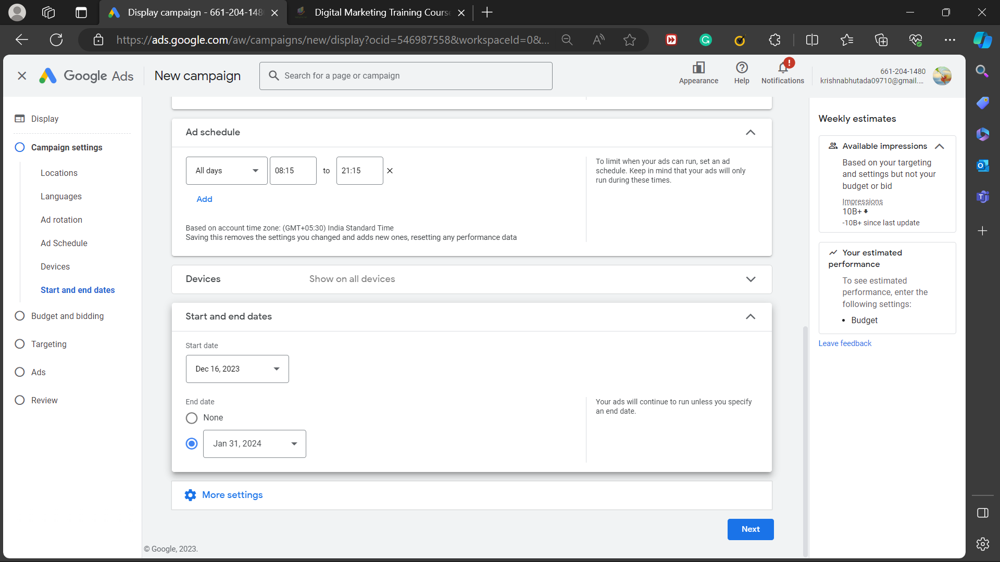 Display campaign - 661-204-148
Digital Marketing Training Cours
https://ads.google.com/aw/campaigns/new/display?ocid=546987558&workspaceId=0&...
Google Ads
New campaign
Search for a page or campaign
Appearance
Help
!
Notifications
661-204-1480
krishnabhutada09710@gmail....
Display
Campaign settings
Locations
Languages
Ad rotation
Ad Schedule
Devices
Start and end dates
Budget and bidding
Targeting
Ads
Review
Ad schedule
All days 08:15 to 21:15
Add
To limit when your ads can run, set an ad
schedule. Keep in mind that your ads will only
run during these times.
Based on account time zone: (GMT+05:30) India Standard Time
Saving this removes the settings you changed and adds new ones, resetting any performance data
Devices Show on all devices
Start and end dates
Start date
Dec 16, 2023
End date
None
Jan 31, 2024
Your ads will continue to run unless you specify
an end date.
More settings
Next
© Google, 2023.
Weekly estimates
Available impressions
Based on your targeting
and settings but not your
budget or bid
Impressions
10B+
-10B+ since last update
Your estimated
performance
To see estimated
performance, enter the
following settings:
• Budget
Leave feedback